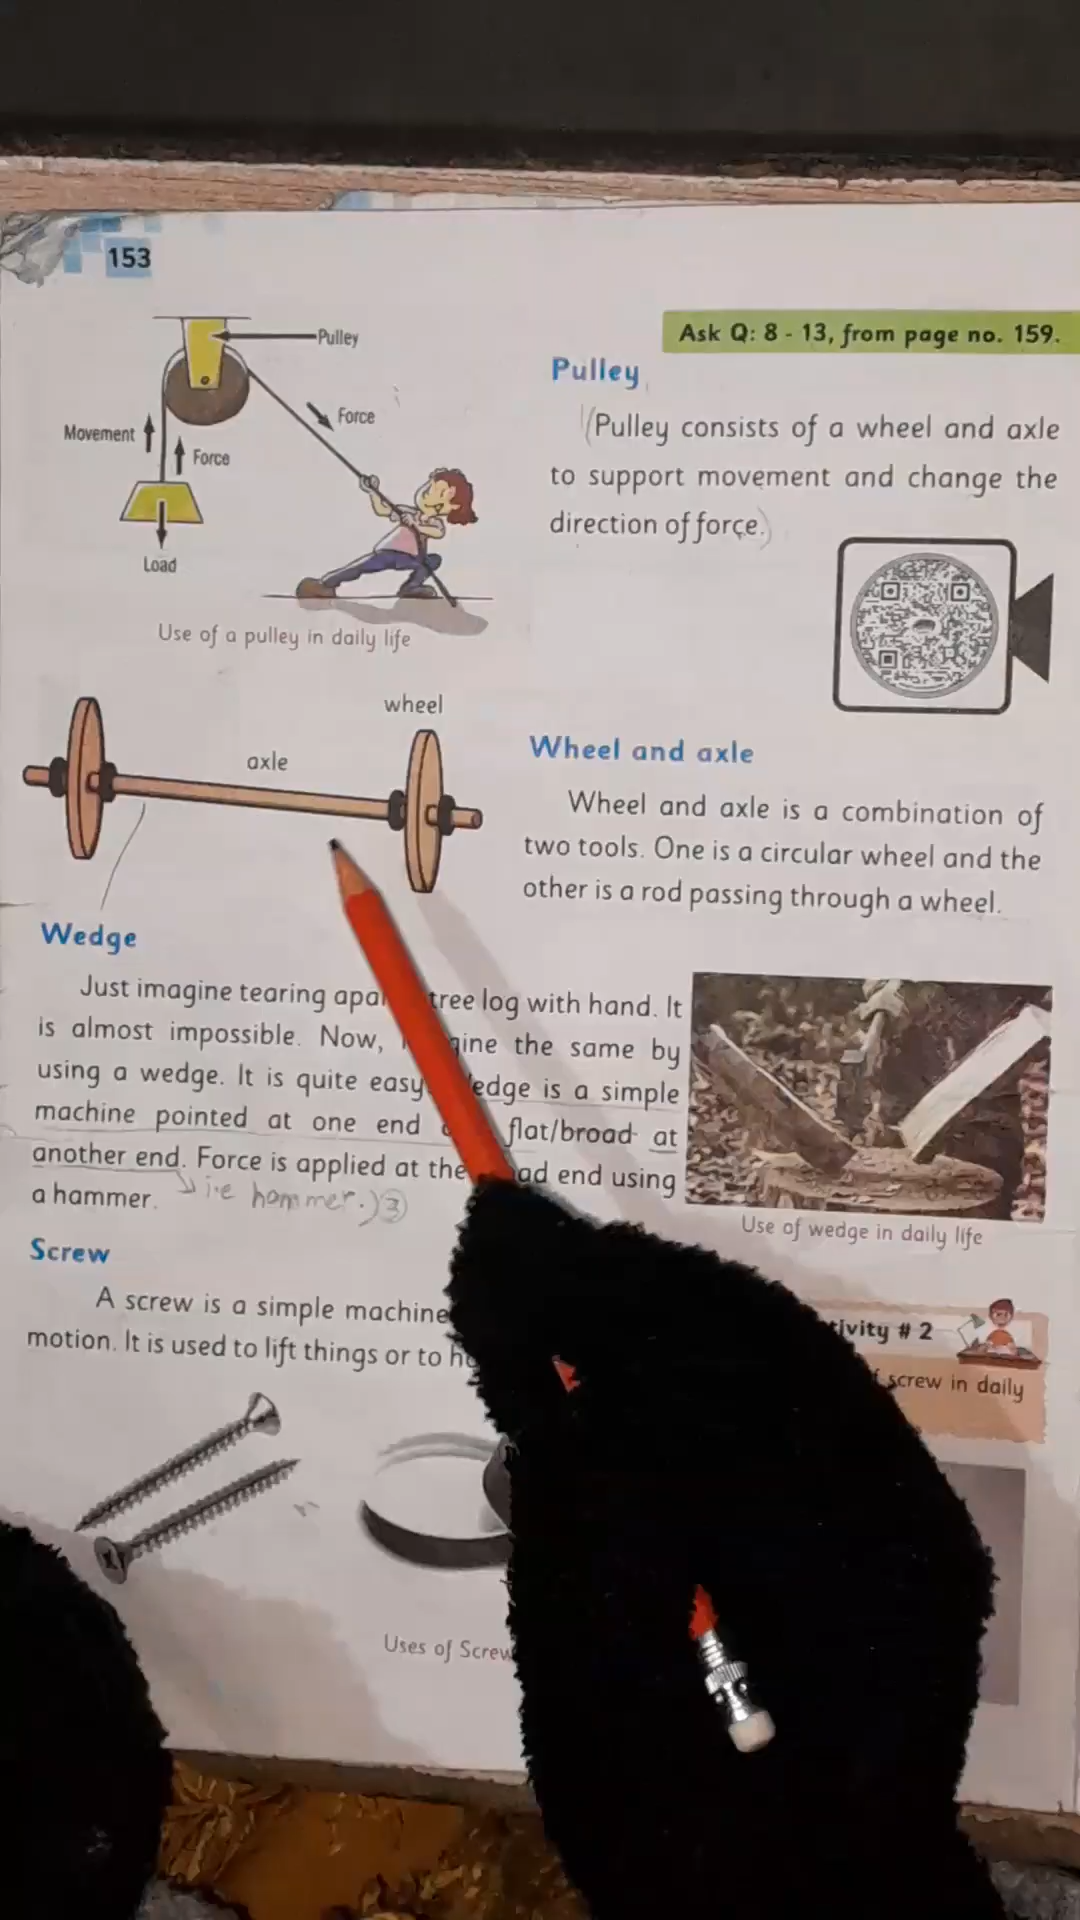 153
Pulley
Force
Movement
Force
Load
Use of a pulley in daily life
Ask Q: 8 - 13, from page no. 159.
Pulley
(Pulley consists of a wheel and axle
to support movement and change the
direction of force.)
wheel
axle
Wheel and axle
Wheel and axle is a combination of
two tools. One is a circular wheel and the
other is a rod passing through a wheel.
Wedge
Just imagine tearing tree log with hand. It
is almost impossible. Now, the same by
using a wedge. It is quite easy is a simple
machine pointed at one end flat/broad at
another end. Force is applied at the end using
a hammer. i.e hammer.) 3
Use of wedge in daily life
Screw
A screw is a simple machine
motion. It is used to lift things or to
# 2
screw in daily
Uses of Screw